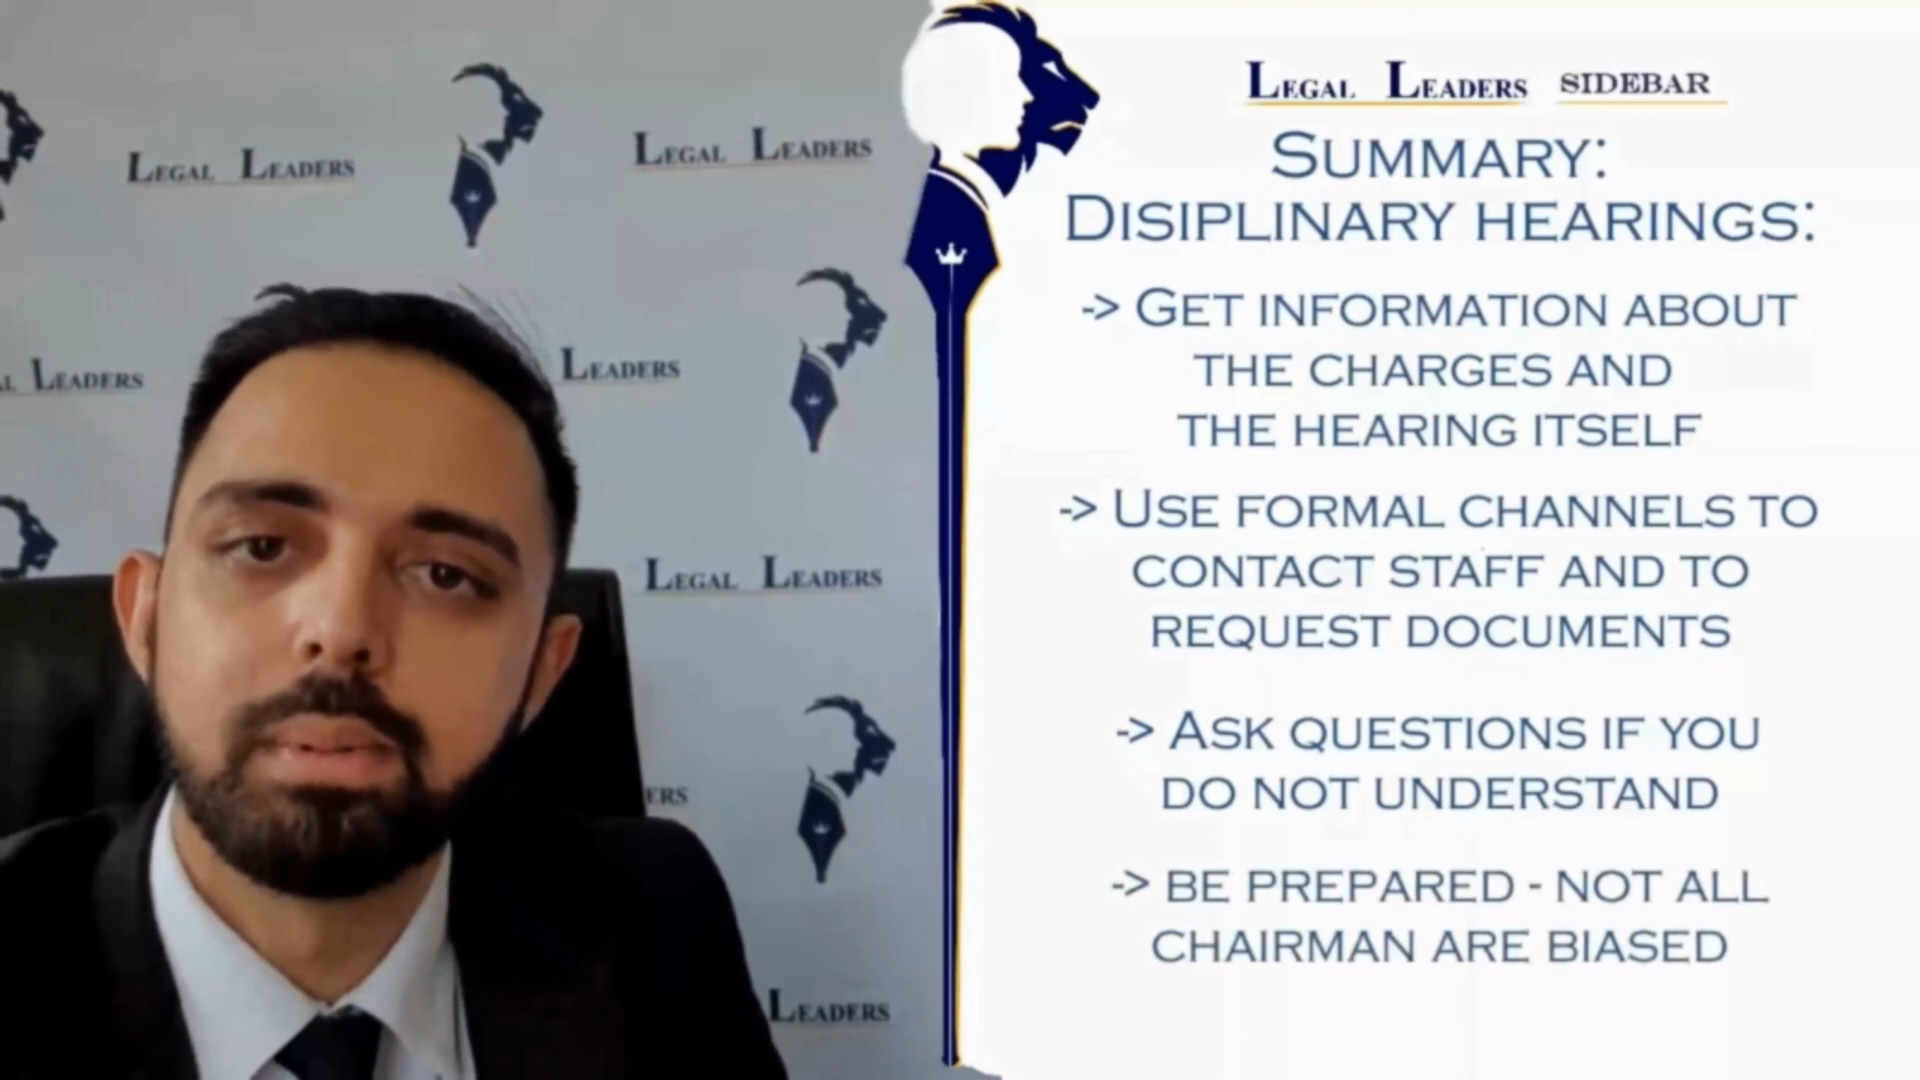 LEGAL LEADERS
LEGAL LEADERS
L LEADERS
LEADERS
LEGAL LEADERS
ERS
LEADERS
LEGAL LEADERS SIDEBAR
SUMMARY:
DISIPLINARY HEARINGS:
-> GET INFORMATION ABOUT
THE CHARGES AND
THE HEARING ITSELF
-> USE FORMAL CHANNELS TO
CONTACT STAFF AND TO
REQUEST DOCUMENTS
-> ASK QUESTIONS IF YOU
DO NOT UNDERSTAND
-> BE PREPARED - NOT ALL
CHAIRMAN ARE BIASED